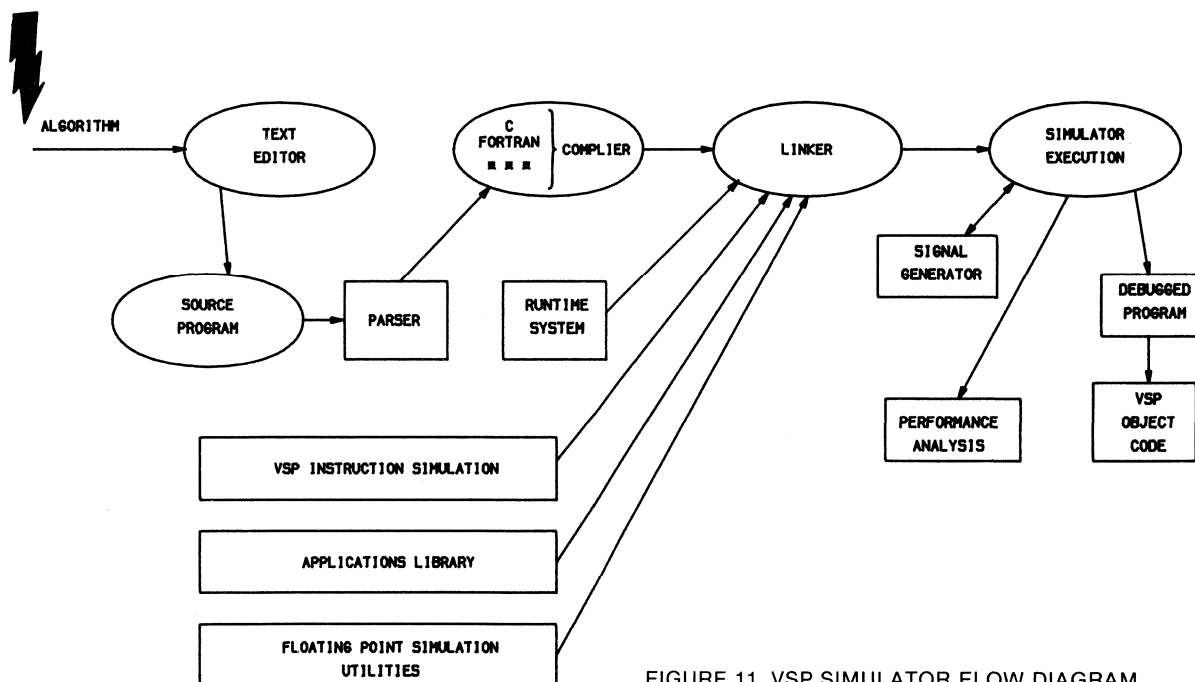 ALGORITHM
TEXT
EDITOR
C
FORTRAN
COMPLIER
LINKER
SIMULATOR
EXECUTION
SIGNAL
GENERATOR
SOURCE
PROGRAM
PARSER
RUNTIME
SYSTEM
DEBUGGED
PROGRAM
PERFORMANCE
ANALYSIS
VSP
OBJECT
CODE
VSP INSTRUCTION SIMULATION
APPLICATIONS LIBRARY
FLOATING POINT SIMULATION
UTILITIES
FIGURE 11. VSP SIMULATOR FLOW DIAGRAM